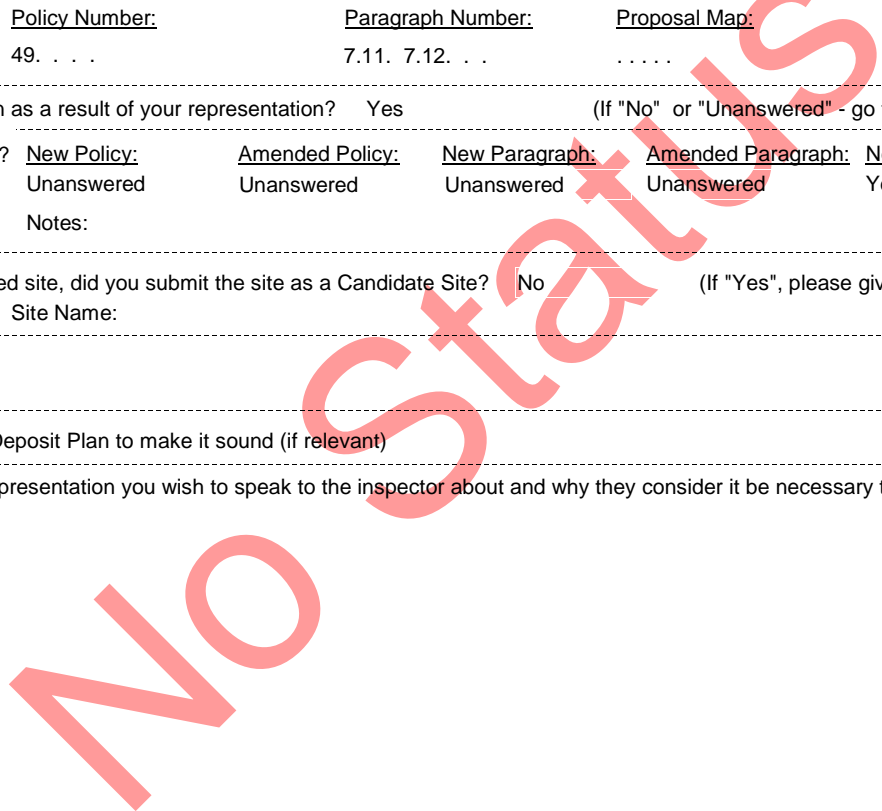 Policy Number: Paragraph Number: Proposal Map:
49. . . . 7.11. 7.12. . . . . . . .
as a result of your representation? Yes (If "No" or "Unanswered" - go
? New Policy: Amended Policy: New Paragraph: Amended Paragraph:
Unanswered Unanswered Unanswered Unanswered
Notes:
ed site, did you submit the site as a Candidate Site? No (If "Yes", please giv
Site Name:
Deposit Plan to make it sound (if relevant)
presentation you wish to speak to the inspector about and why they consider it be necessary t
No Status